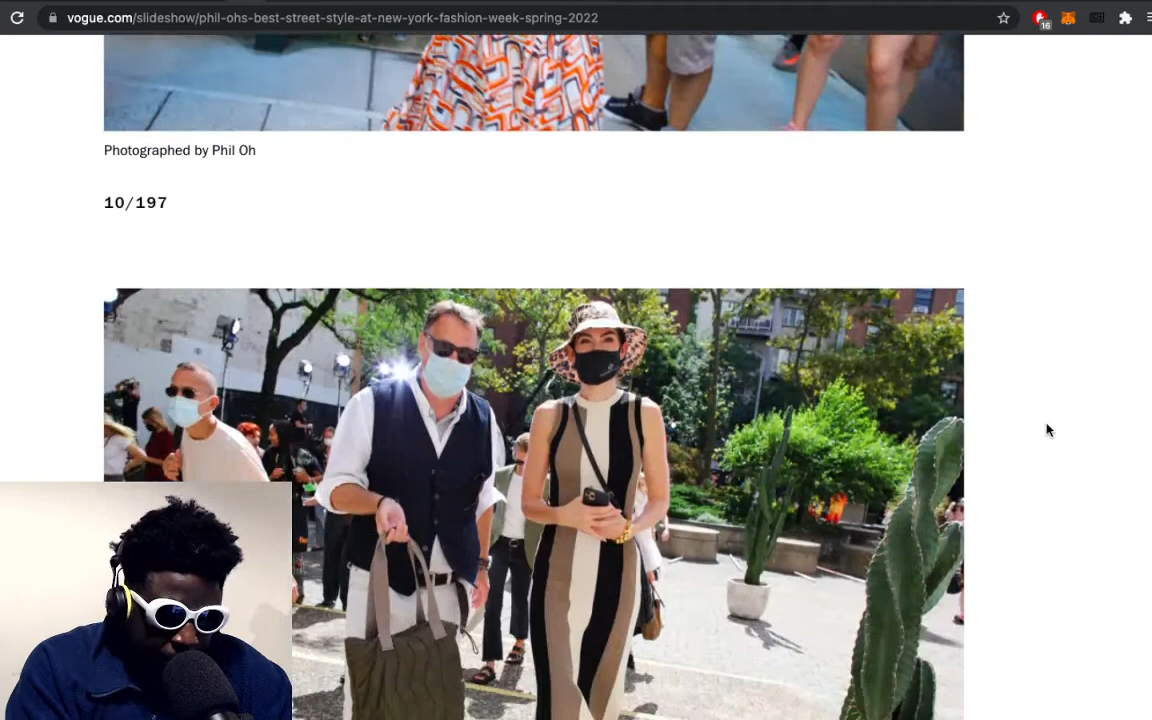 vogue.com/slideshow/phil-ohs-best-street-style-at-new-york-fashion-week-spring-2022
16
Photographed by Phil Oh
10/197